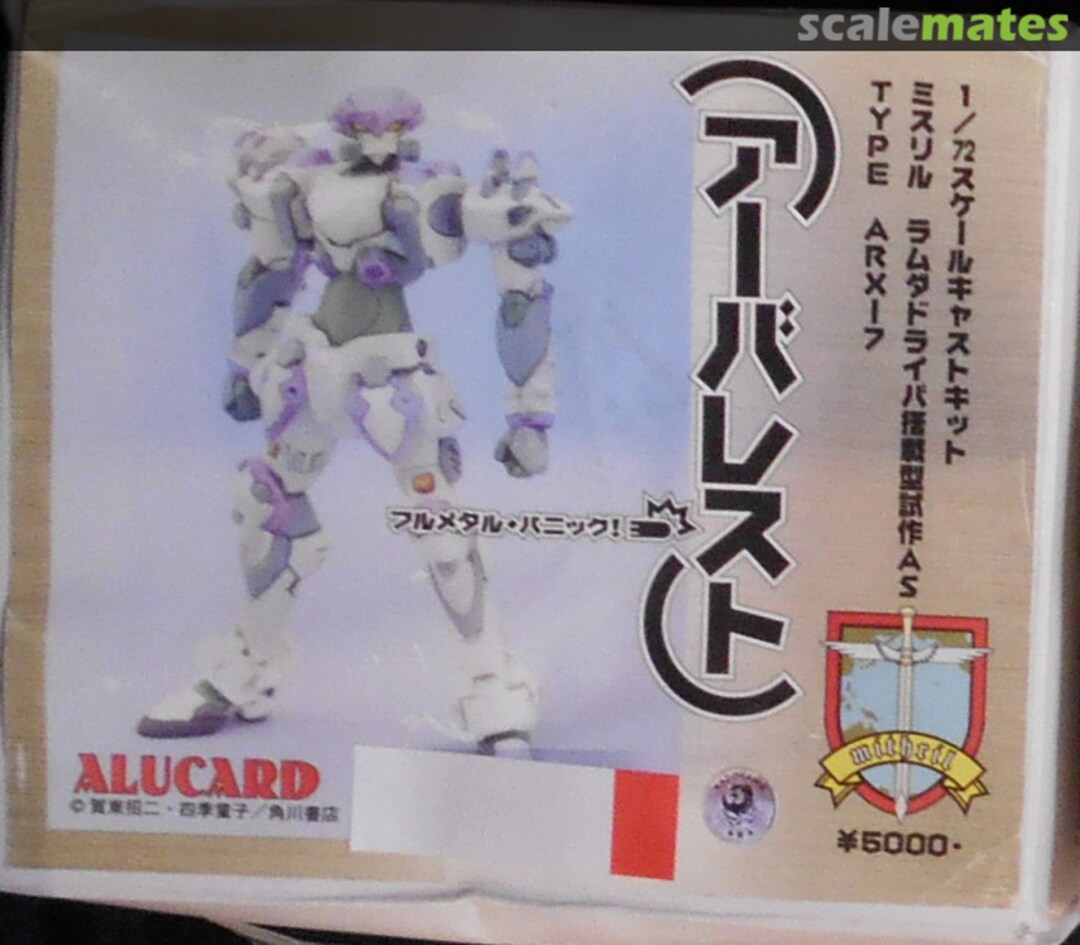 scalemates
1/72スケールキャストキット
ミスリル ラムダドライバ搭載型試作AS
TYPE ARX-7
アーバレスト
フルメタル・パニック!
mithril
¥5000-
ALUCARD
©賀東招二・四季童子/角川書店